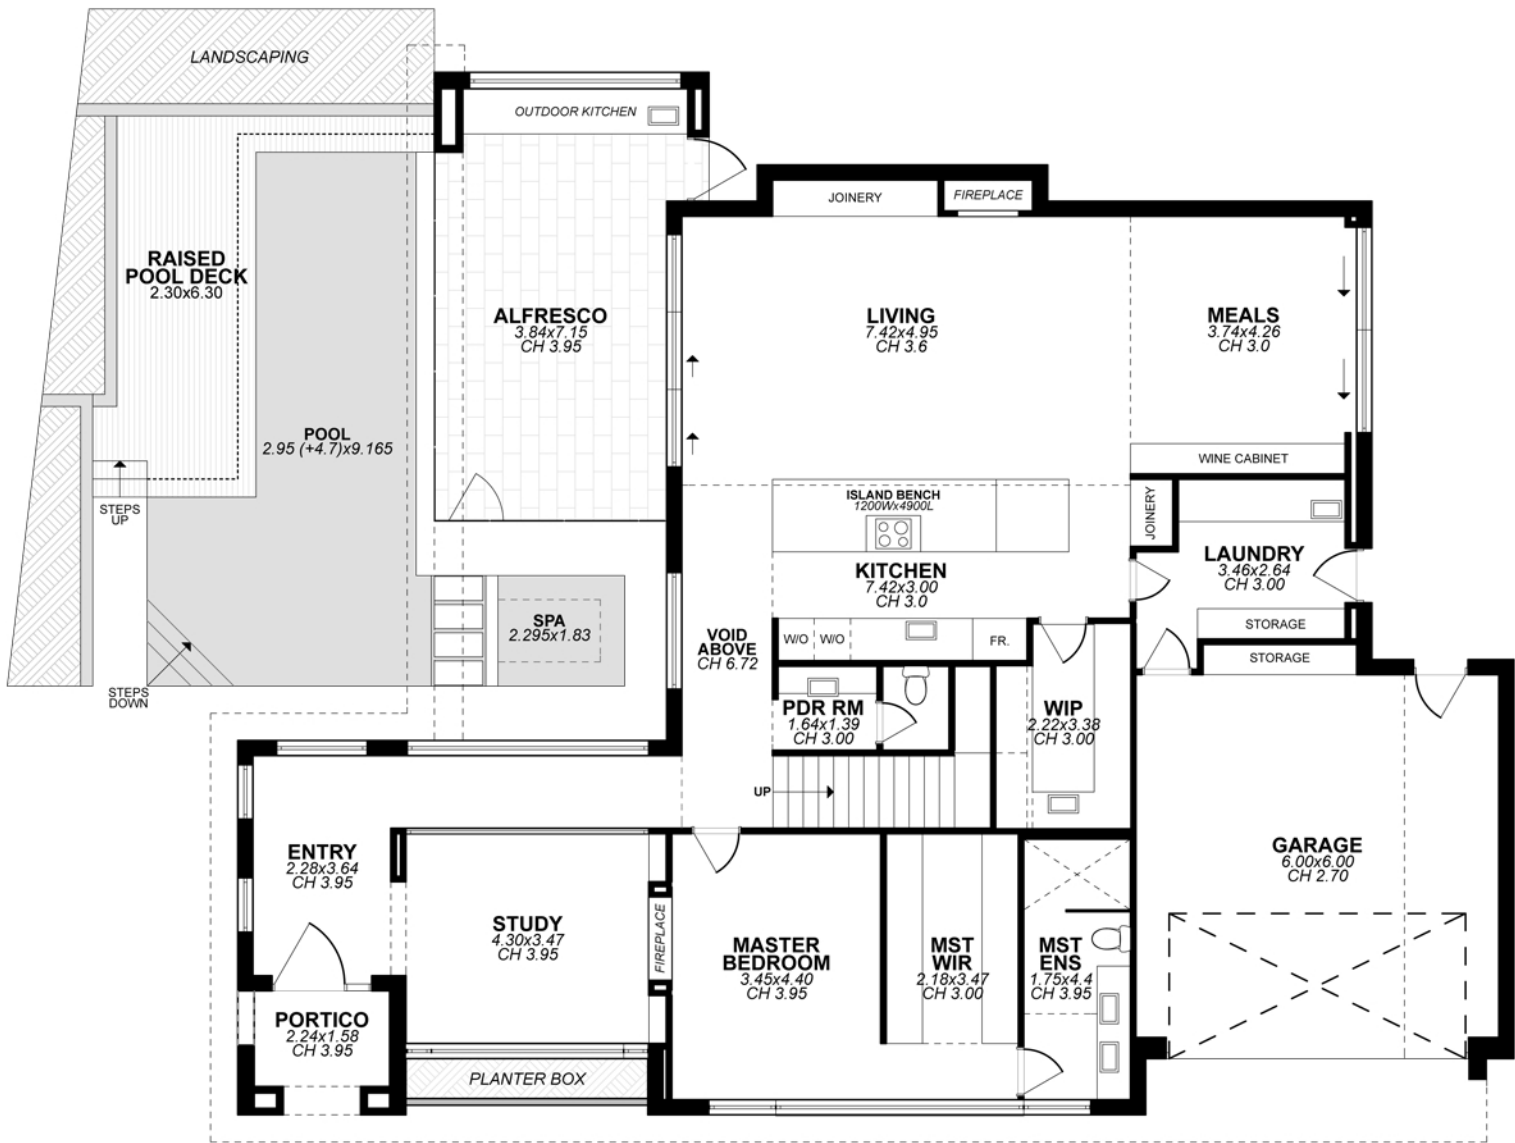 LANDSCAPING
OUTDOOR KITCHEN
JOINERY
FIREPLACE
RAISED
POOL DECK
2.30x6.30
ALFRESCO
3.84x7.15
CH 3.95
LIVING
7.42x4.95
CH 3.6
MEALS
3.74x4.26
CH 3.0
POOL
2.95 (+4.7)x9.165
WINE CABINET
STEPS
UP
ISLAND BENCH
1200Wx4900L
JOINERY
LAUNDRY
3.46x2.64
CH 3.00
KITCHEN
7.42x3.00
CH 3.0
SPA
2.295x1.83
VOID
ABOVE
CH 6.72
W/O
W/O
FR.
STORAGE
STORAGE
STEPS
DOWN
PDR RM
1.64x1.39
CH 3.00
WIP
2.22x3.38
CH 3.00
UP
ENTRY
2.28x3.64
CH 3.95
GARAGE
6.00x6.00
CH 2.70
STUDY
4.30x3.47
CH 3.95
FIREPLACE
MASTER
BEDROOM
3.45x4.40
CH 3.95
MST
WIR
2.18x3.47
CH 3.00
MST
ENS
1.75x4.4
CH 3.95
PORTICO
2.24x1.58
CH 3.95
PLANTER BOX